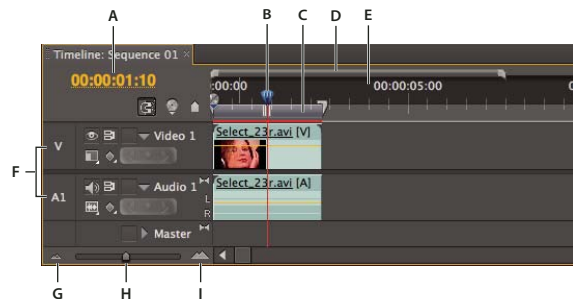 A B C D E
Timeline: Sequence 01 ×
00:00:01:10
:00:00 00:00:05:00 0
V Video 1 Select_23r.avi [V]
F
A1 Audio 1 L R Select_23r.avi [A]
Master
G H I